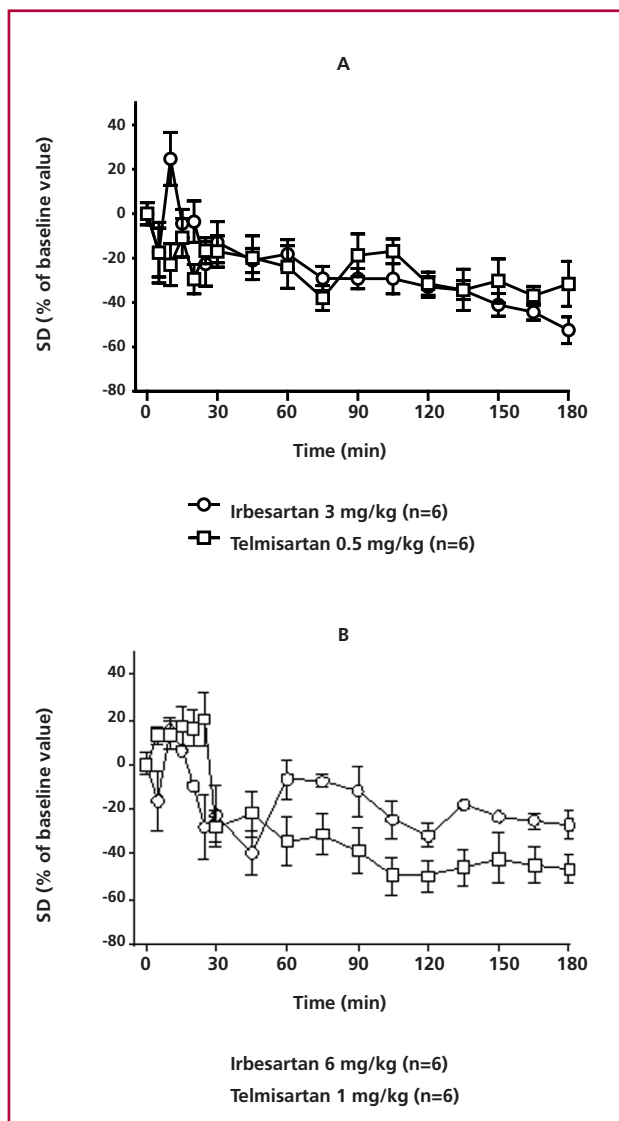 A
SD (% of baseline value)
40
20
0
-20
-40
-60
-80
0 30 60 90 120 150 180
Time (min)
Irbesartan 3 mg/kg (n=6)
Telmisartan 0.5 mg/kg (n=6)
B
SD (% of baseline value)
40
20
0
-20
-40
-60
-80
0 30 60 90 120 150 180
Time (min)
Irbesartan 6 mg/kg (n=6)
Telmisartan 1 mg/kg (n=6)